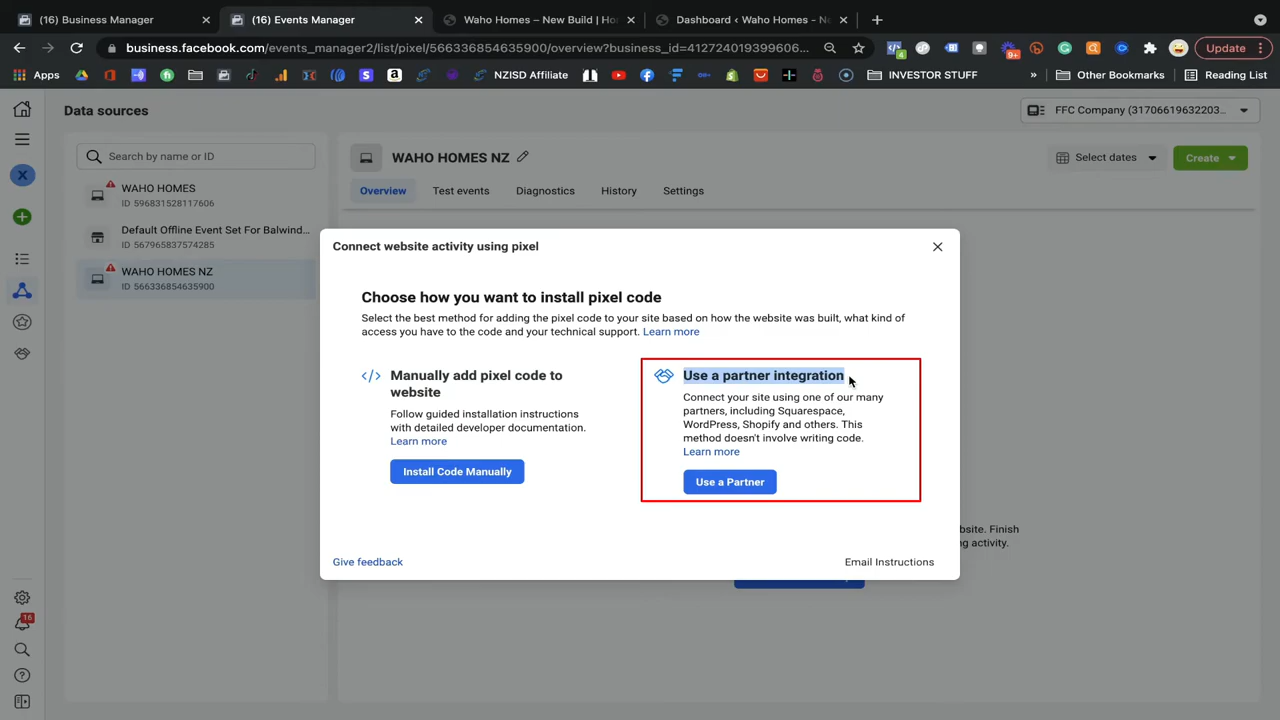 (16) Business Manager
(16) Events Manager
Waho Homes – New Build | Ho
Dashboard ‹ Waho Homes - Ne
business.facebook.com/events_manager2/list/pixel/566336854635900/overview?business_id=412724019399606...
4
9+
Update
Apps
NZISD Affiliate
INVESTOR STUFF
»
Other Bookmarks
Reading List
Data sources
FFC Company (31706619632203...
Search by name or ID
WAHO HOMES
ID 596831528117606
Default Offline Event Set For Balwind...
ID 567965837574285
WAHO HOMES NZ
ID 566336854635900
WAHO HOMES NZ
Select dates
Create
Overview
Test events
Diagnostics
History
Settings
X
Connect website activity using pixel
Choose how you want to install pixel code
Select the best method for adding the pixel code to your site based on how the website was built, what kind of
access you have to the code and your technical support. Learn more
Manually add pixel code to
website
Follow guided installation instructions
with detailed developer documentation.
Learn more
Install Code Manually
Use a partner integration
Connect your site using one of our many
partners, including Squarespace,
WordPress, Shopify and others. This
method doesn't involve writing code.
Learn more
Use a Partner
bsite. Finish
ng activity.
Give feedback
Email Instructions
16